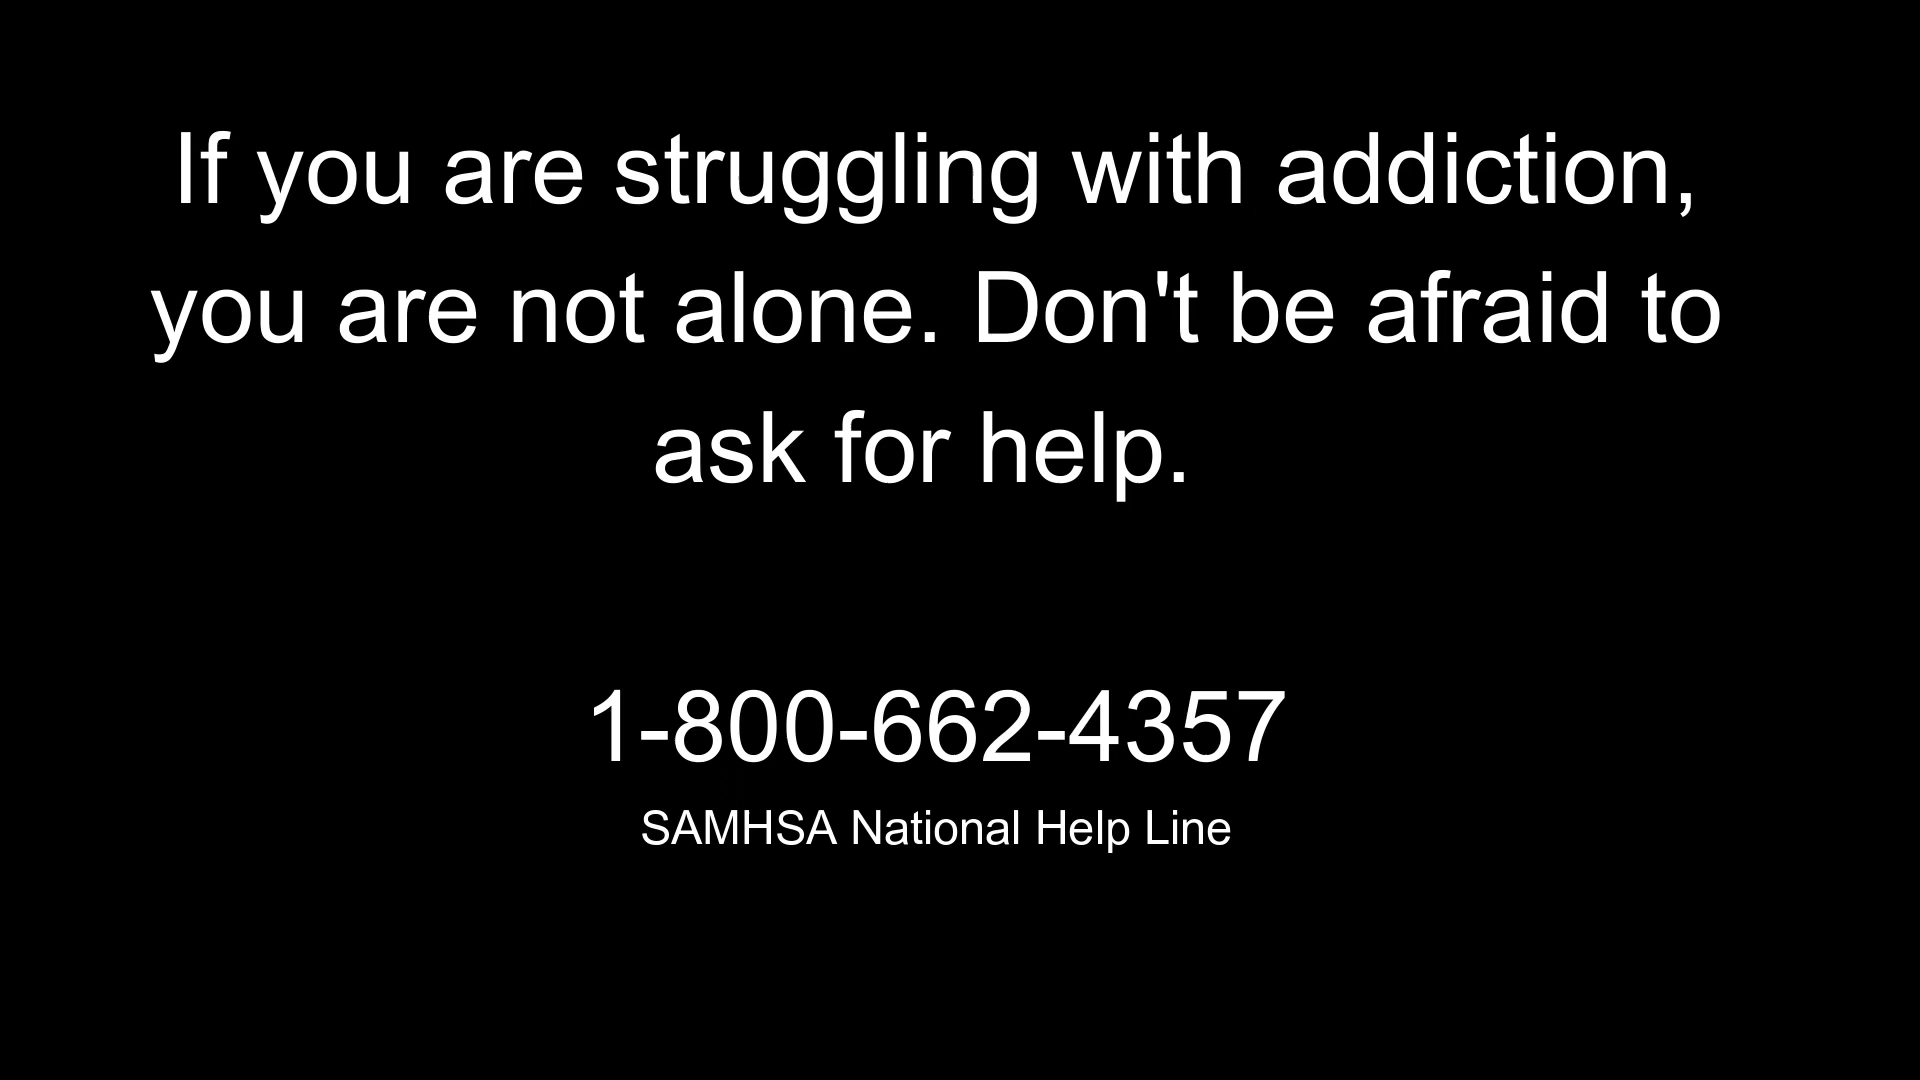 If you are struggling with addiction,
you are not alone. Don't be afraid to
ask for help.
1-800-662-4357
SAMHSA National Help Line